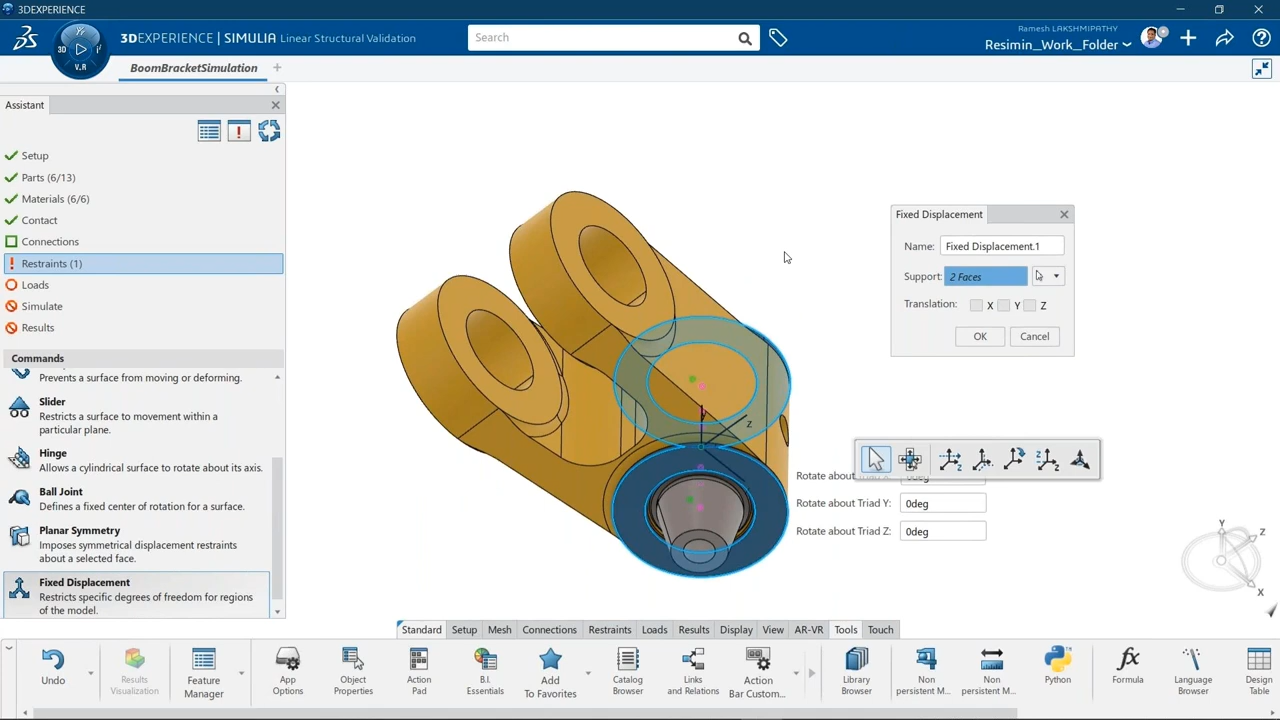 3DEXPERIENCE
3DEXPERIENCE | SIMULIA Linear Structural Validation
Search
Ramesh LAKSHMIPATHY
Resimin_Work_Folder
3D
V.R
BoomBracketSimulation
Assistant
Setup
Parts (6/13)
Materials (6/6)
Contact
Connections
Restraints (1)
Loads
Simulate
Results
Commands
Prevents a surface from moving or deforming.
Slider
Restricts a surface to movement within a
particular plane.
Hinge
Allows a cylindrical surface to rotate about its axis.
Ball Joint
Defines a fixed center of rotation for a surface.
Planar Symmetry
Imposes symmetrical displacement restraints
about a selected face.
Fixed Displacement
Restricts specific degrees of freedom for regions
of the model.
Fixed Displacement
Name: Fixed Displacement.1
Support: 2 Faces
Translation: X Y Z
OK Cancel
Z
Rotate about Triad X: 0deg
Rotate about Triad Y: 0deg
Rotate about Triad Z: 0deg
Y
Z
X
Standard Setup Mesh Connections Restraints Loads Results Display View AR-VR Tools Touch
Undo
Results
Visualization
Feature
Manager
App
Options
Object
Properties
Action
Pad
B.I.
Essentials
Add
To Favorites
Catalog
Browser
Links
and Relations
Action
Bar Custom...
Library
Browser
Non
persistent M...
Non
persistent M...
Python
Formula
Language
Browser
Design
Table